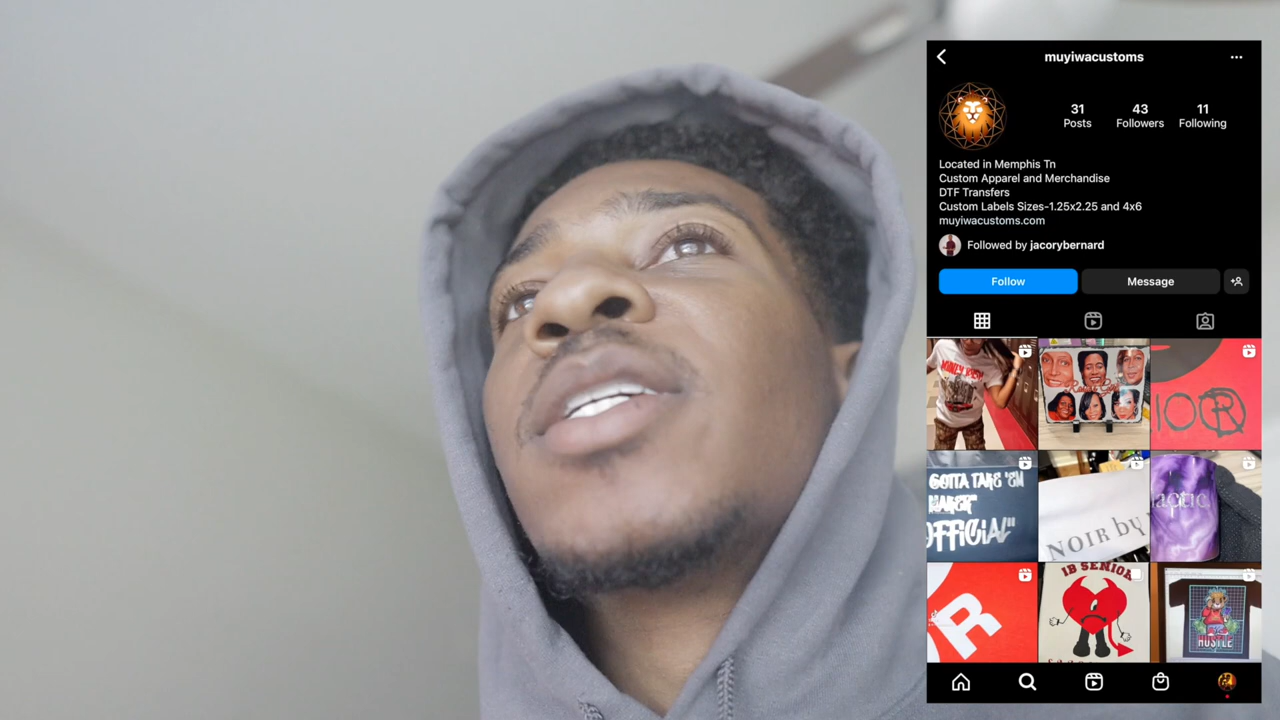 muyiwacustoms
31 43 11
Posts Followers Following
Located in Memphis Tn
Custom Apparel and Merchandise
DTF Transfers
Custom Labels Sizes-1.25x2.25 and 4x6
muyiwacustoms.com
Followed by jacorybernard
Follow Message
GOTTA TAKE 'EM
OFFICIAL"
NOIR by
actic
R
IB SENIOR
HUSTLE